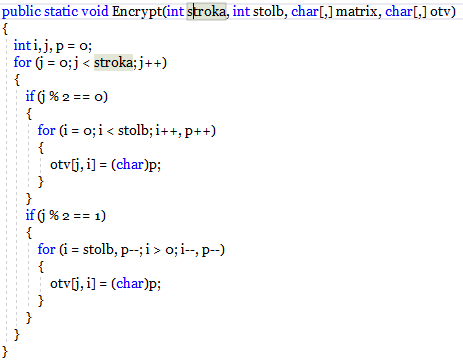 public static void Encrypt(int stroka, int stolb, char[,] matrix, char[,] otv)
{
int i, j, p = 0;
for (j = 0; j < stroka; j++)
{
if (j % 2 == 0)
{
for (i = 0; i < stolb; i++, p++)
{
otv[j, i] = (char)p;
}
}
if (j % 2 == 1)
{
for (i = stolb, p--; i > 0; i--, p--)
{
otv[j, i] = (char)p;
}
}
}
}